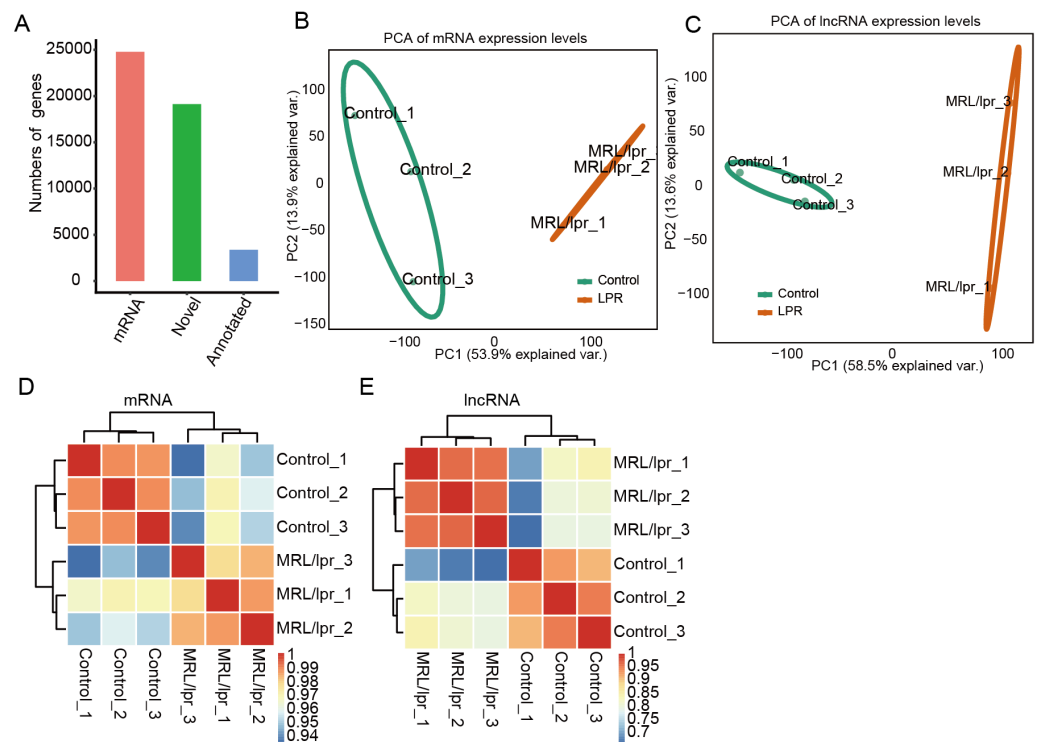 A
Numbers of genes
25000
20000
15000
10000
5000
0
mRNA
Novel
Annotated
B
PCA of mRNA expression levels
PC2 (13.9% explained var.)
100
50
0
−50
−100
−150
Control_1
Control_2
Control_3
MRL/lpr_
MRL/lpr_2
MRL/lpr_1
Control
LPR
−100
0
100
PC1 (53.9% explained var.)
C
PCA of lncRNA expression levels
PC2 (13.6% explained var.)
100
50
0
−50
−100
Control_1
Control_2
Control_3
MRL/lpr_3
MRL/lpr_2
MRL/lpr_1
Control
LPR
−100
0
100
PC1 (58.5% explained var.)
D
mRNA
Control_1
Control_2
Control_3
MRL/lpr_3
MRL/lpr_1
MRL/lpr_2
Control_1
Control_2
Control_3
MRL/lpr_3
MRL/lpr_1
MRL/lpr_2
1
0.99
0.98
0.97
0.96
0.95
0.94
E
lncRNA
MRL/lpr_1
MRL/lpr_2
MRL/lpr_3
Control_1
Control_2
Control_3
MRL/lpr_1
MRL/lpr_2
MRL/lpr_3
Control_1
Control_2
Control_3
1
0.95
0.9
0.85
0.8
0.75
0.7